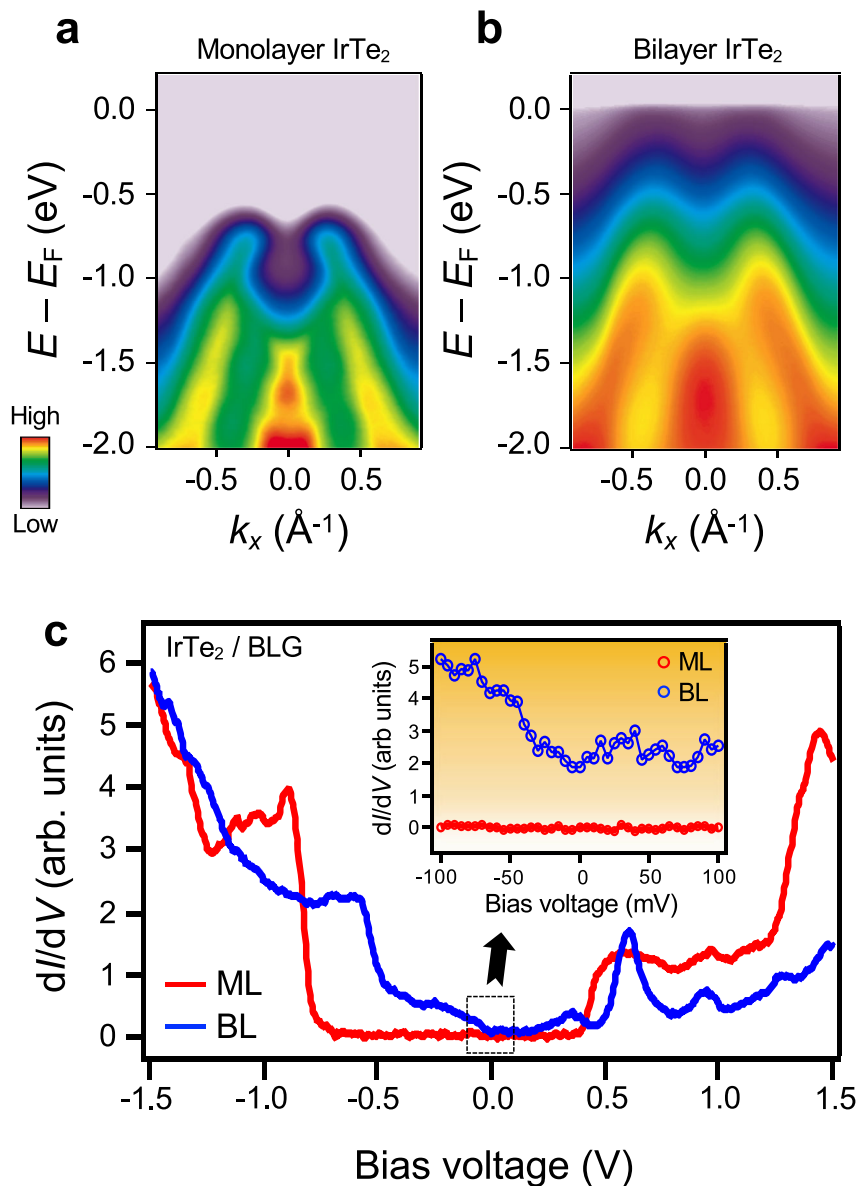 a
Monolayer IrTe₂
b
Bilayer IrTe₂
0.0
-0.5
-1.0
-1.5
-2.0
E – E_F (eV)
High
Low
-0.5 0.0 0.5
kₓ (Å⁻¹)
0.0
-0.5
-1.0
-1.5
-2.0
E – E_F (eV)
-0.5 0.0 0.5
kₓ (Å⁻¹)
c
IrTe₂ / BLG
6
5
4
3
2
1
0
dI/dV (arb. units)
ML
BL
5
4
3
2
1
0
dI/dV (arb units)
ML
BL
-100 -50 0 50 100
Bias voltage (mV)
-1.5 -1.0 -0.5 0.0 0.5 1.0 1.5
Bias voltage (V)